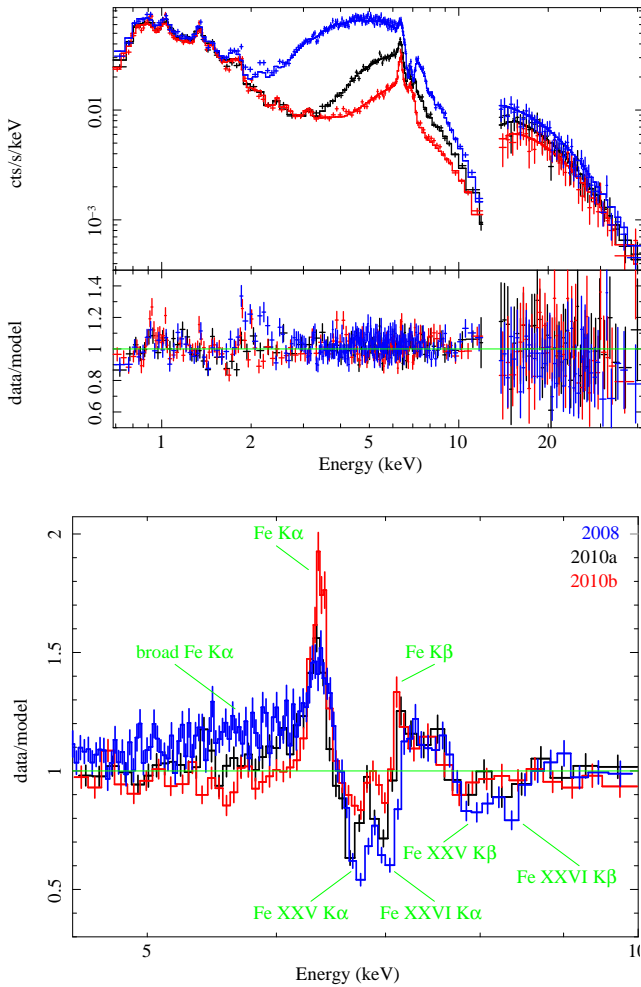 cts/s/keV
0.01
10⁻³
data/model
0.6 0.8 1 1.2 1.4
1 2 5 10 20
Energy (keV)
data/model
0.5 1 1.5 2
Fe Kα
2008
2010a
2010b
broad Fe Kα
Fe Kβ
Fe XXV Kβ
Fe XXVI Kβ
Fe XXV Kα
Fe XXVI Kα
5 10
Energy (keV)